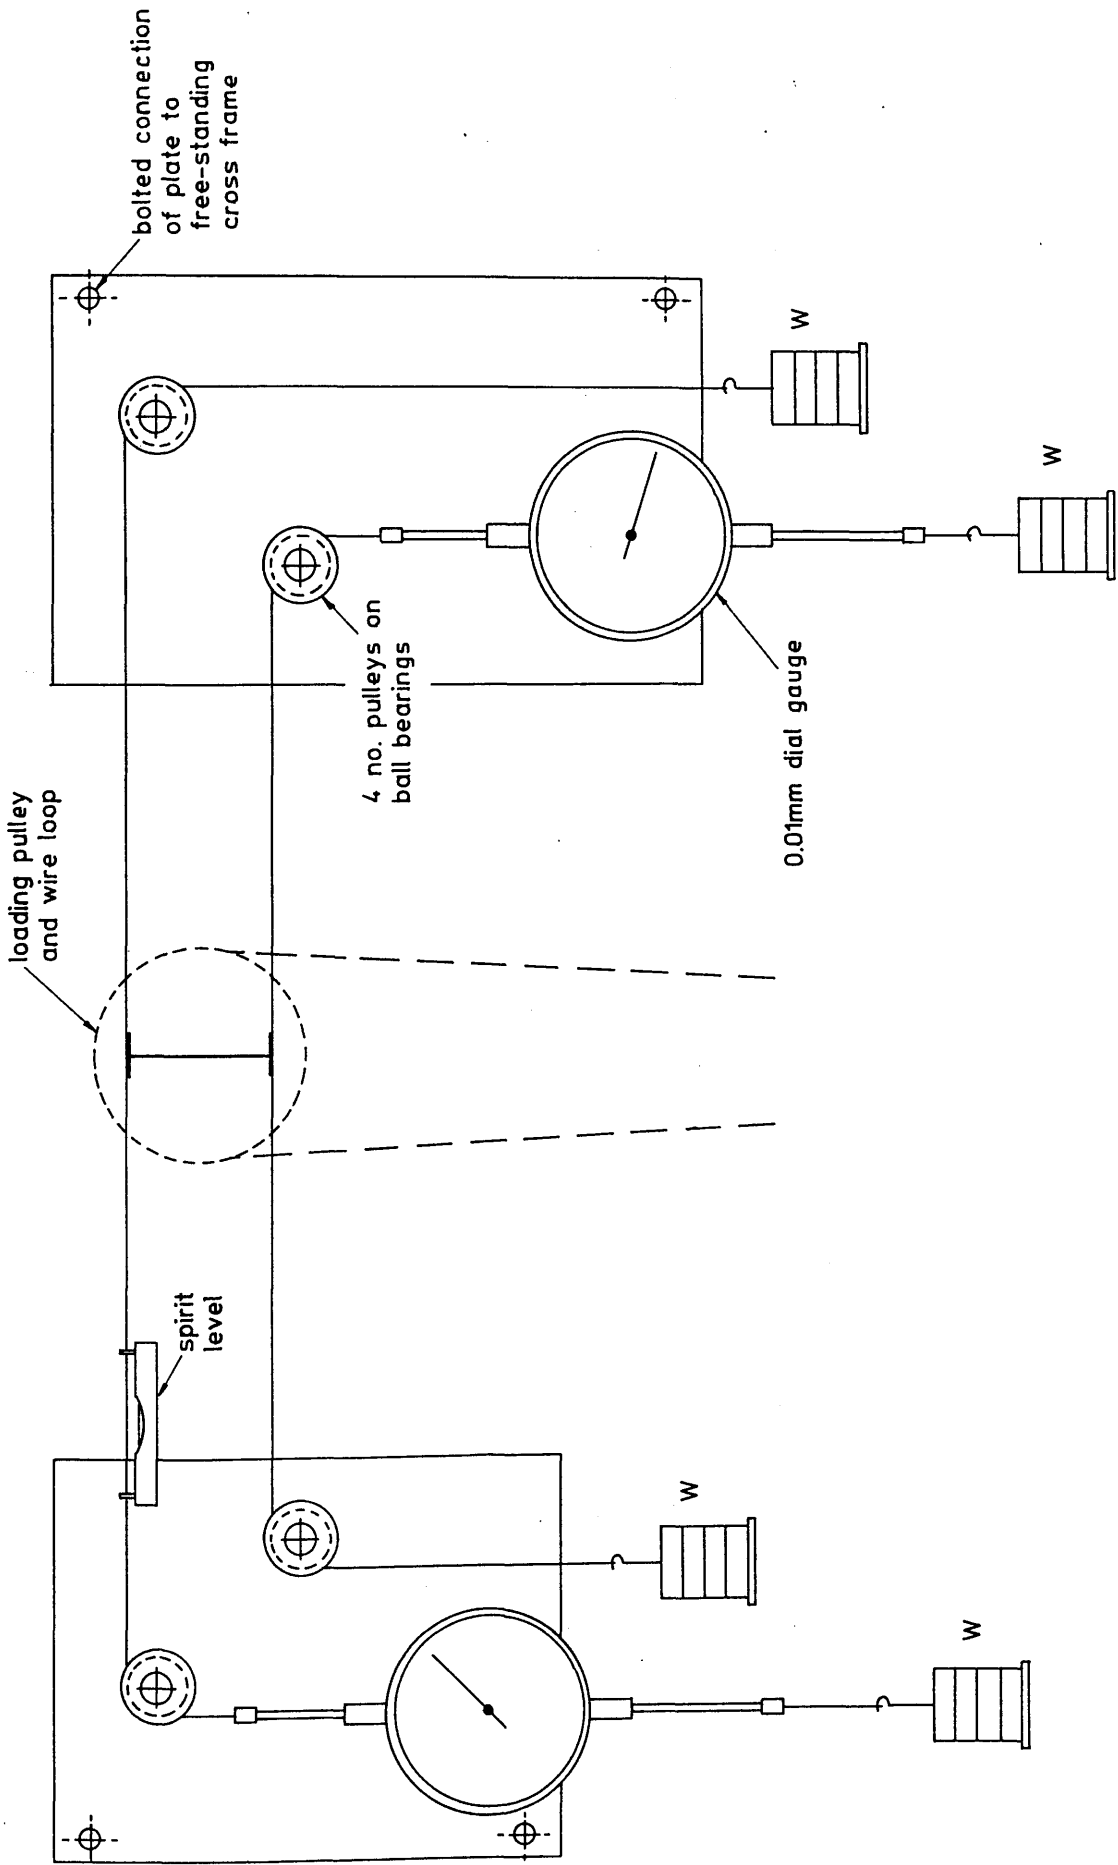 loading pulley
and wire loop
bolted connection
of plate to
free-standing
cross frame
spirit
level
4 no. pulleys on
ball bearings
0.01mm dial gauge
W
W
W
W